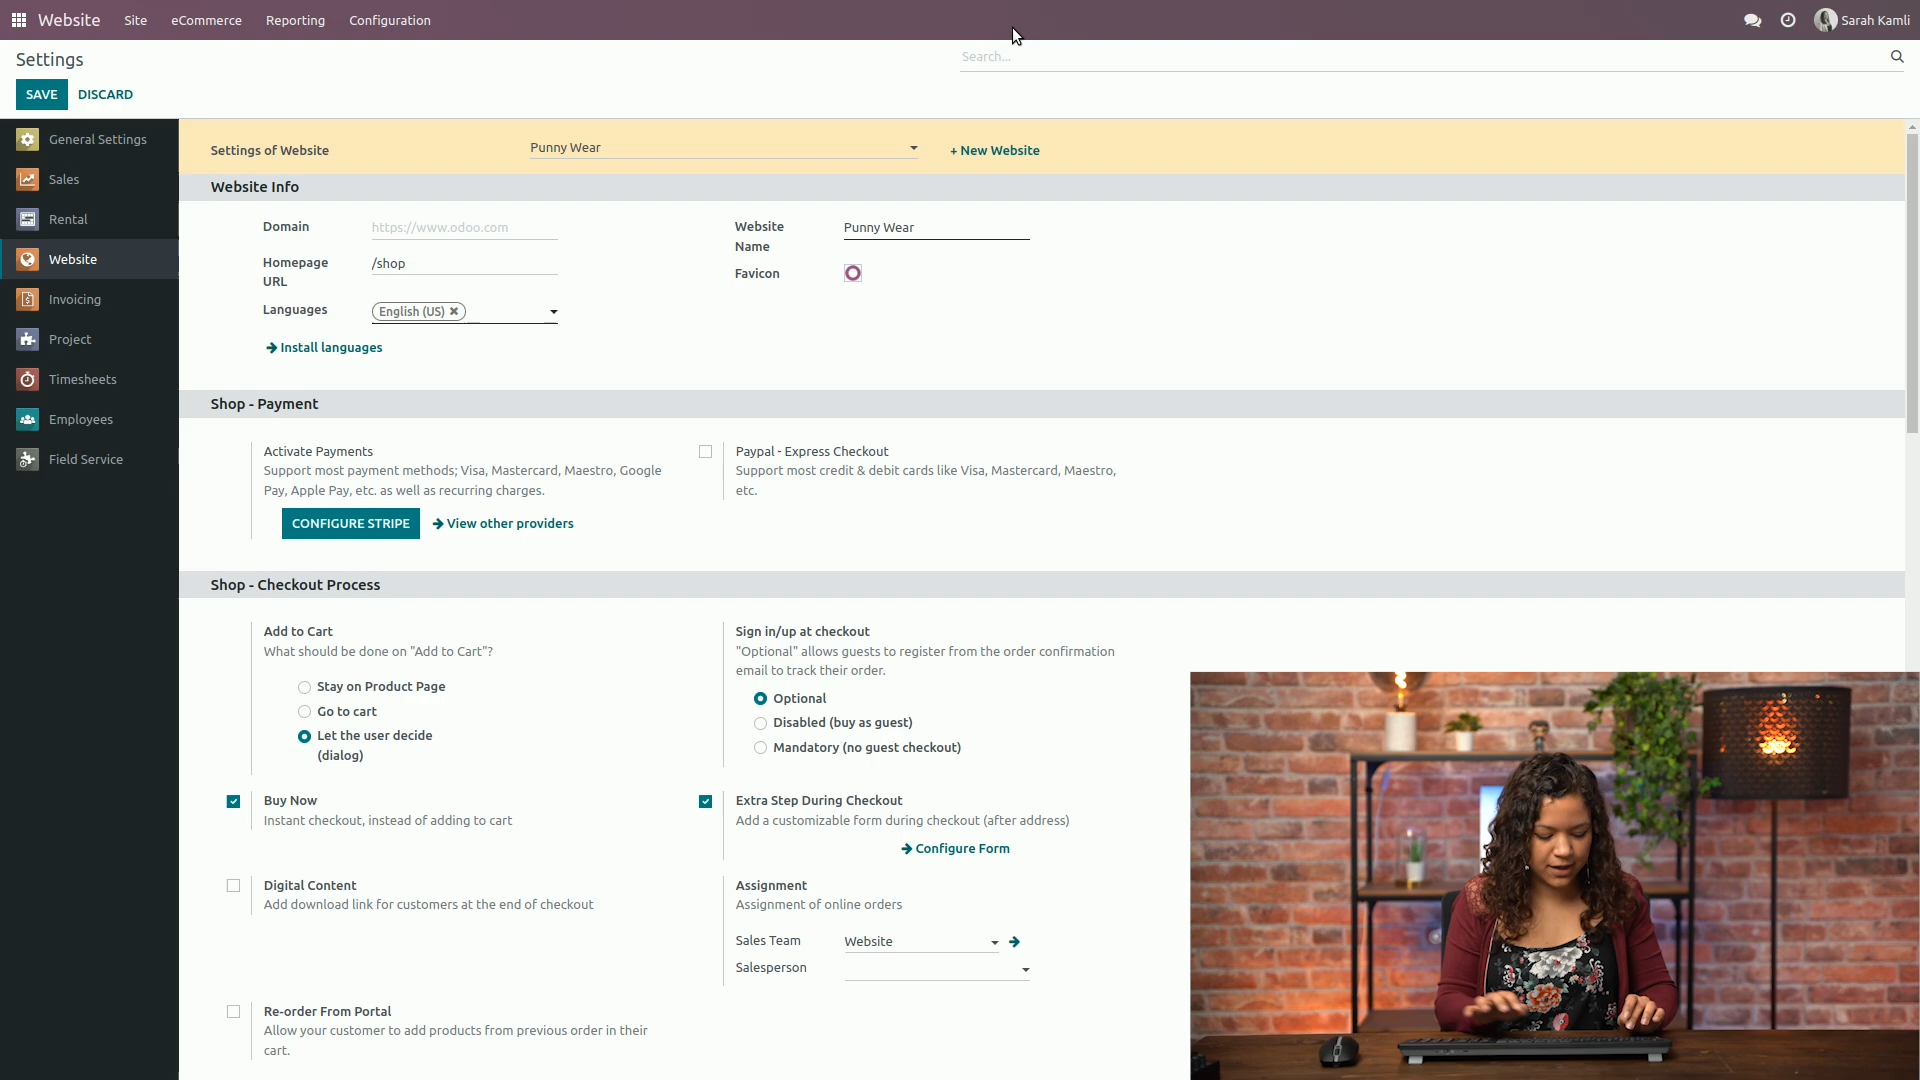 Website Site eCommerce Reporting Configuration Sarah Kamli
Settings
Search...
SAVE DISCARD
General Settings
Sales
Rental
Website
Invoicing
Project
Timesheets
Employees
Field Service
Settings of Website Punny Wear + New Website
Website Info
Domain https://www.odoo.com
Homepage URL /shop
Languages English (US)
Install languages
Website Name Punny Wear
Favicon
Shop - Payment
Activate Payments
Support most payment methods; Visa, Mastercard, Maestro, Google
Pay, Apple Pay, etc. as well as recurring charges.
CONFIGURE STRIPE View other providers
Paypal - Express Checkout
Support most credit & debit cards like Visa, Mastercard, Maestro,
etc.
Shop - Checkout Process
Add to Cart
What should be done on "Add to Cart"?
Stay on Product Page
Go to cart
Let the user decide
(dialog)
Sign in/up at checkout
"Optional" allows guests to register from the order confirmation
email to track their order.
Optional
Disabled (buy as guest)
Mandatory (no guest checkout)
Buy Now
Instant checkout, instead of adding to cart
Extra Step During Checkout
Add a customizable form during checkout (after address)
Configure Form
Digital Content
Add download link for customers at the end of checkout
Assignment
Assignment of online orders
Sales Team Website
Salesperson
Re-order From Portal
Allow your customer to add products from previous order in their
cart.